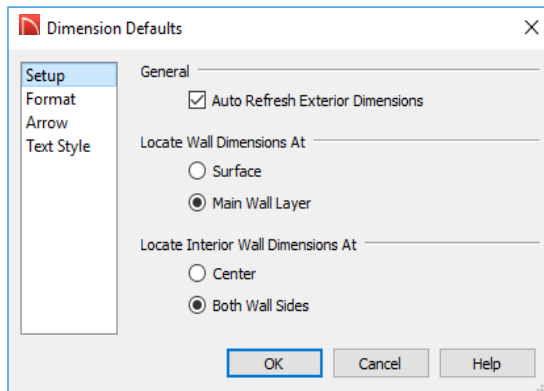 Dimension Defaults
Setup
Format
Arrow
Text Style
General
Auto Refresh Exterior Dimensions
Locate Wall Dimensions At
Surface
Main Wall Layer
Locate Interior Wall Dimensions At
Center
Both Wall Sides
OK
Cancel
Help